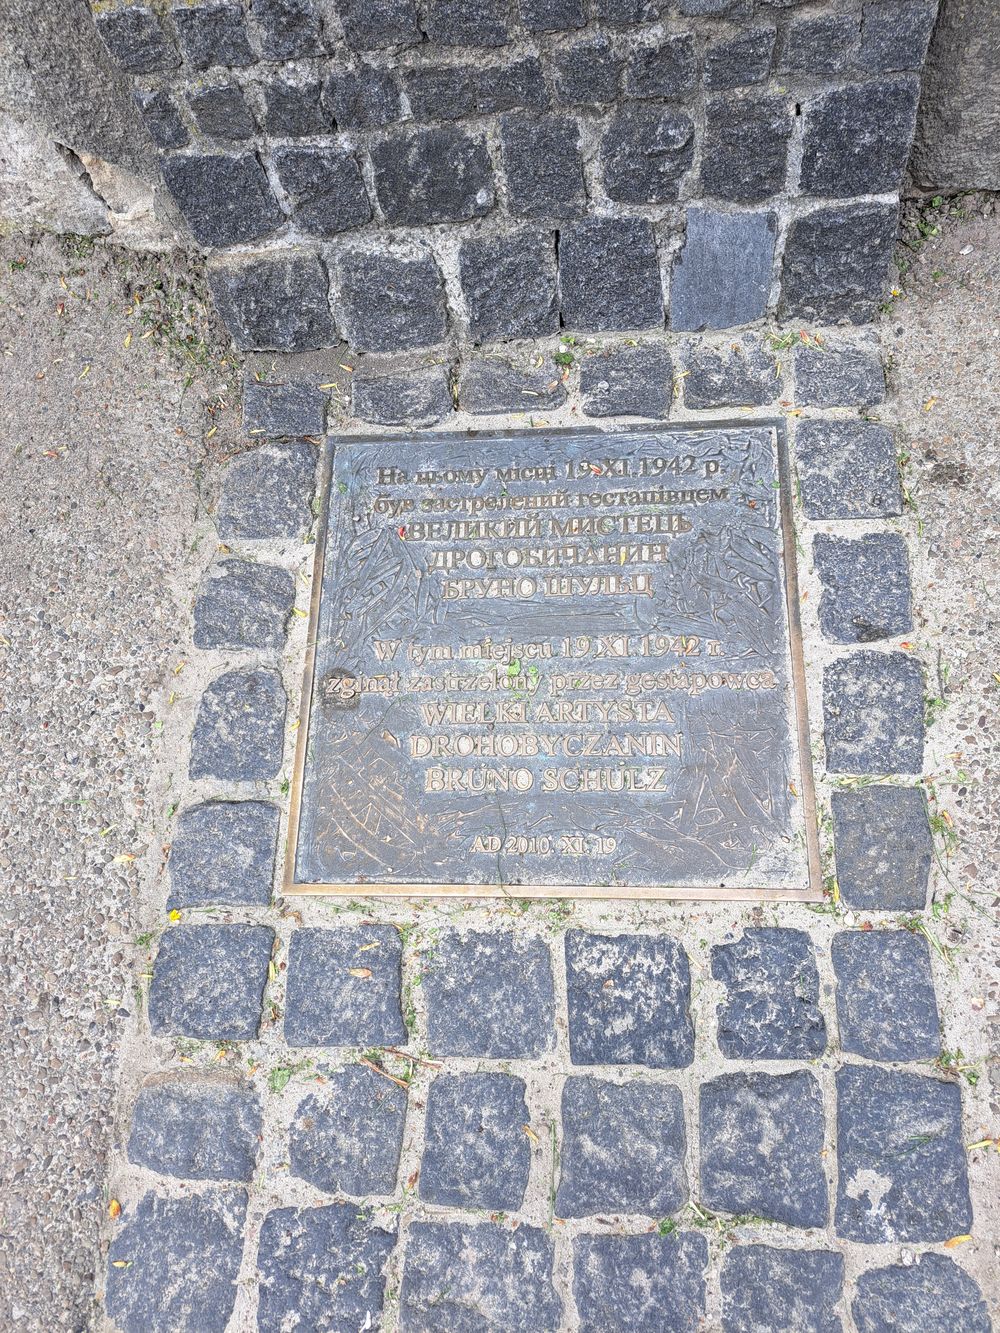 На цьому місці 19.XI.1942 р.
був застрелений гестапівцем
ВЕЛИКИЙ МИСТЕЦЬ
ДРОГОБИЧАНИН
БРУНО ШУЛЬЦ
W tym miejscu 19.XI.1942 r.
zginął zastrzelony przez gestapowca
WIELKI ARTYSTA
DROHOBYCZANIN
BRUNO SCHULZ
AD 2010. XI. 19